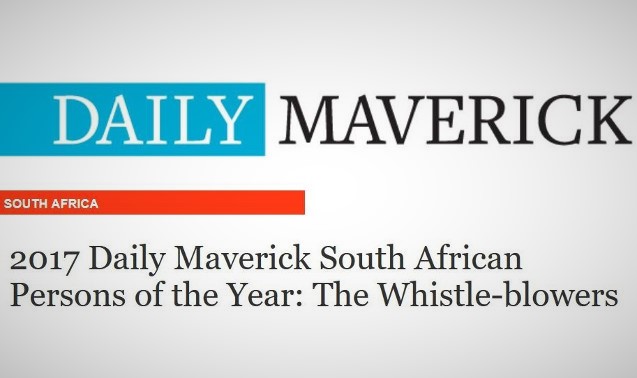 DAILY MAVERICK
SOUTH AFRICA
2017 Daily Maverick South African
Persons of the Year: The Whistle-blowers